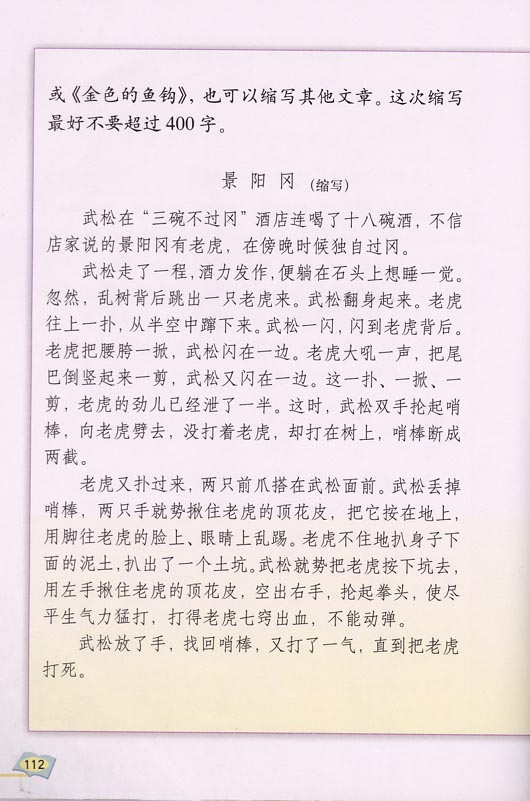 或《金色的鱼钩》，也可以缩写其他文章。这次缩写
最好不要超过 400 字。
景 阳 冈 （缩写）
武松在“三碗不过冈”酒店连喝了十八碗酒，不信
店家说的景阳冈有老虎，在傍晚时候独自过冈。
武松走了一程，酒力发作，便躺在石头上想睡一觉。
忽然，乱树背后跳出一只老虎来。武松翻身起来。老虎
往上一扑，从半空中蹿下来。武松一闪，闪到老虎背后。
老虎把腰胯一掀，武松闪在一边。老虎大吼一声，把尾
巴倒竖起来一剪，武松又闪在一边。这一扑、一掀、一
剪，老虎的劲儿已经泄了一半。这时，武松双手抡起哨
棒，向老虎劈去，没打着老虎，却打在树上，哨棒断成
两截。
老虎又扑过来，两只前爪搭在武松面前。武松丢掉
哨棒，两只手就势揪住老虎的顶花皮，把它按在地上，
用脚往老虎的脸上、眼睛上乱踢。老虎不住地扒身子下
面的泥土，扒出了一个土坑。武松就势把老虎按下坑去，
用左手揪住老虎的顶花皮，空出右手，抡起拳头，使尽
平生气力猛打，打得老虎七窍出血，不能动弹。
武松放了手，找回哨棒，又打了一气，直到把老虎
打死。
112